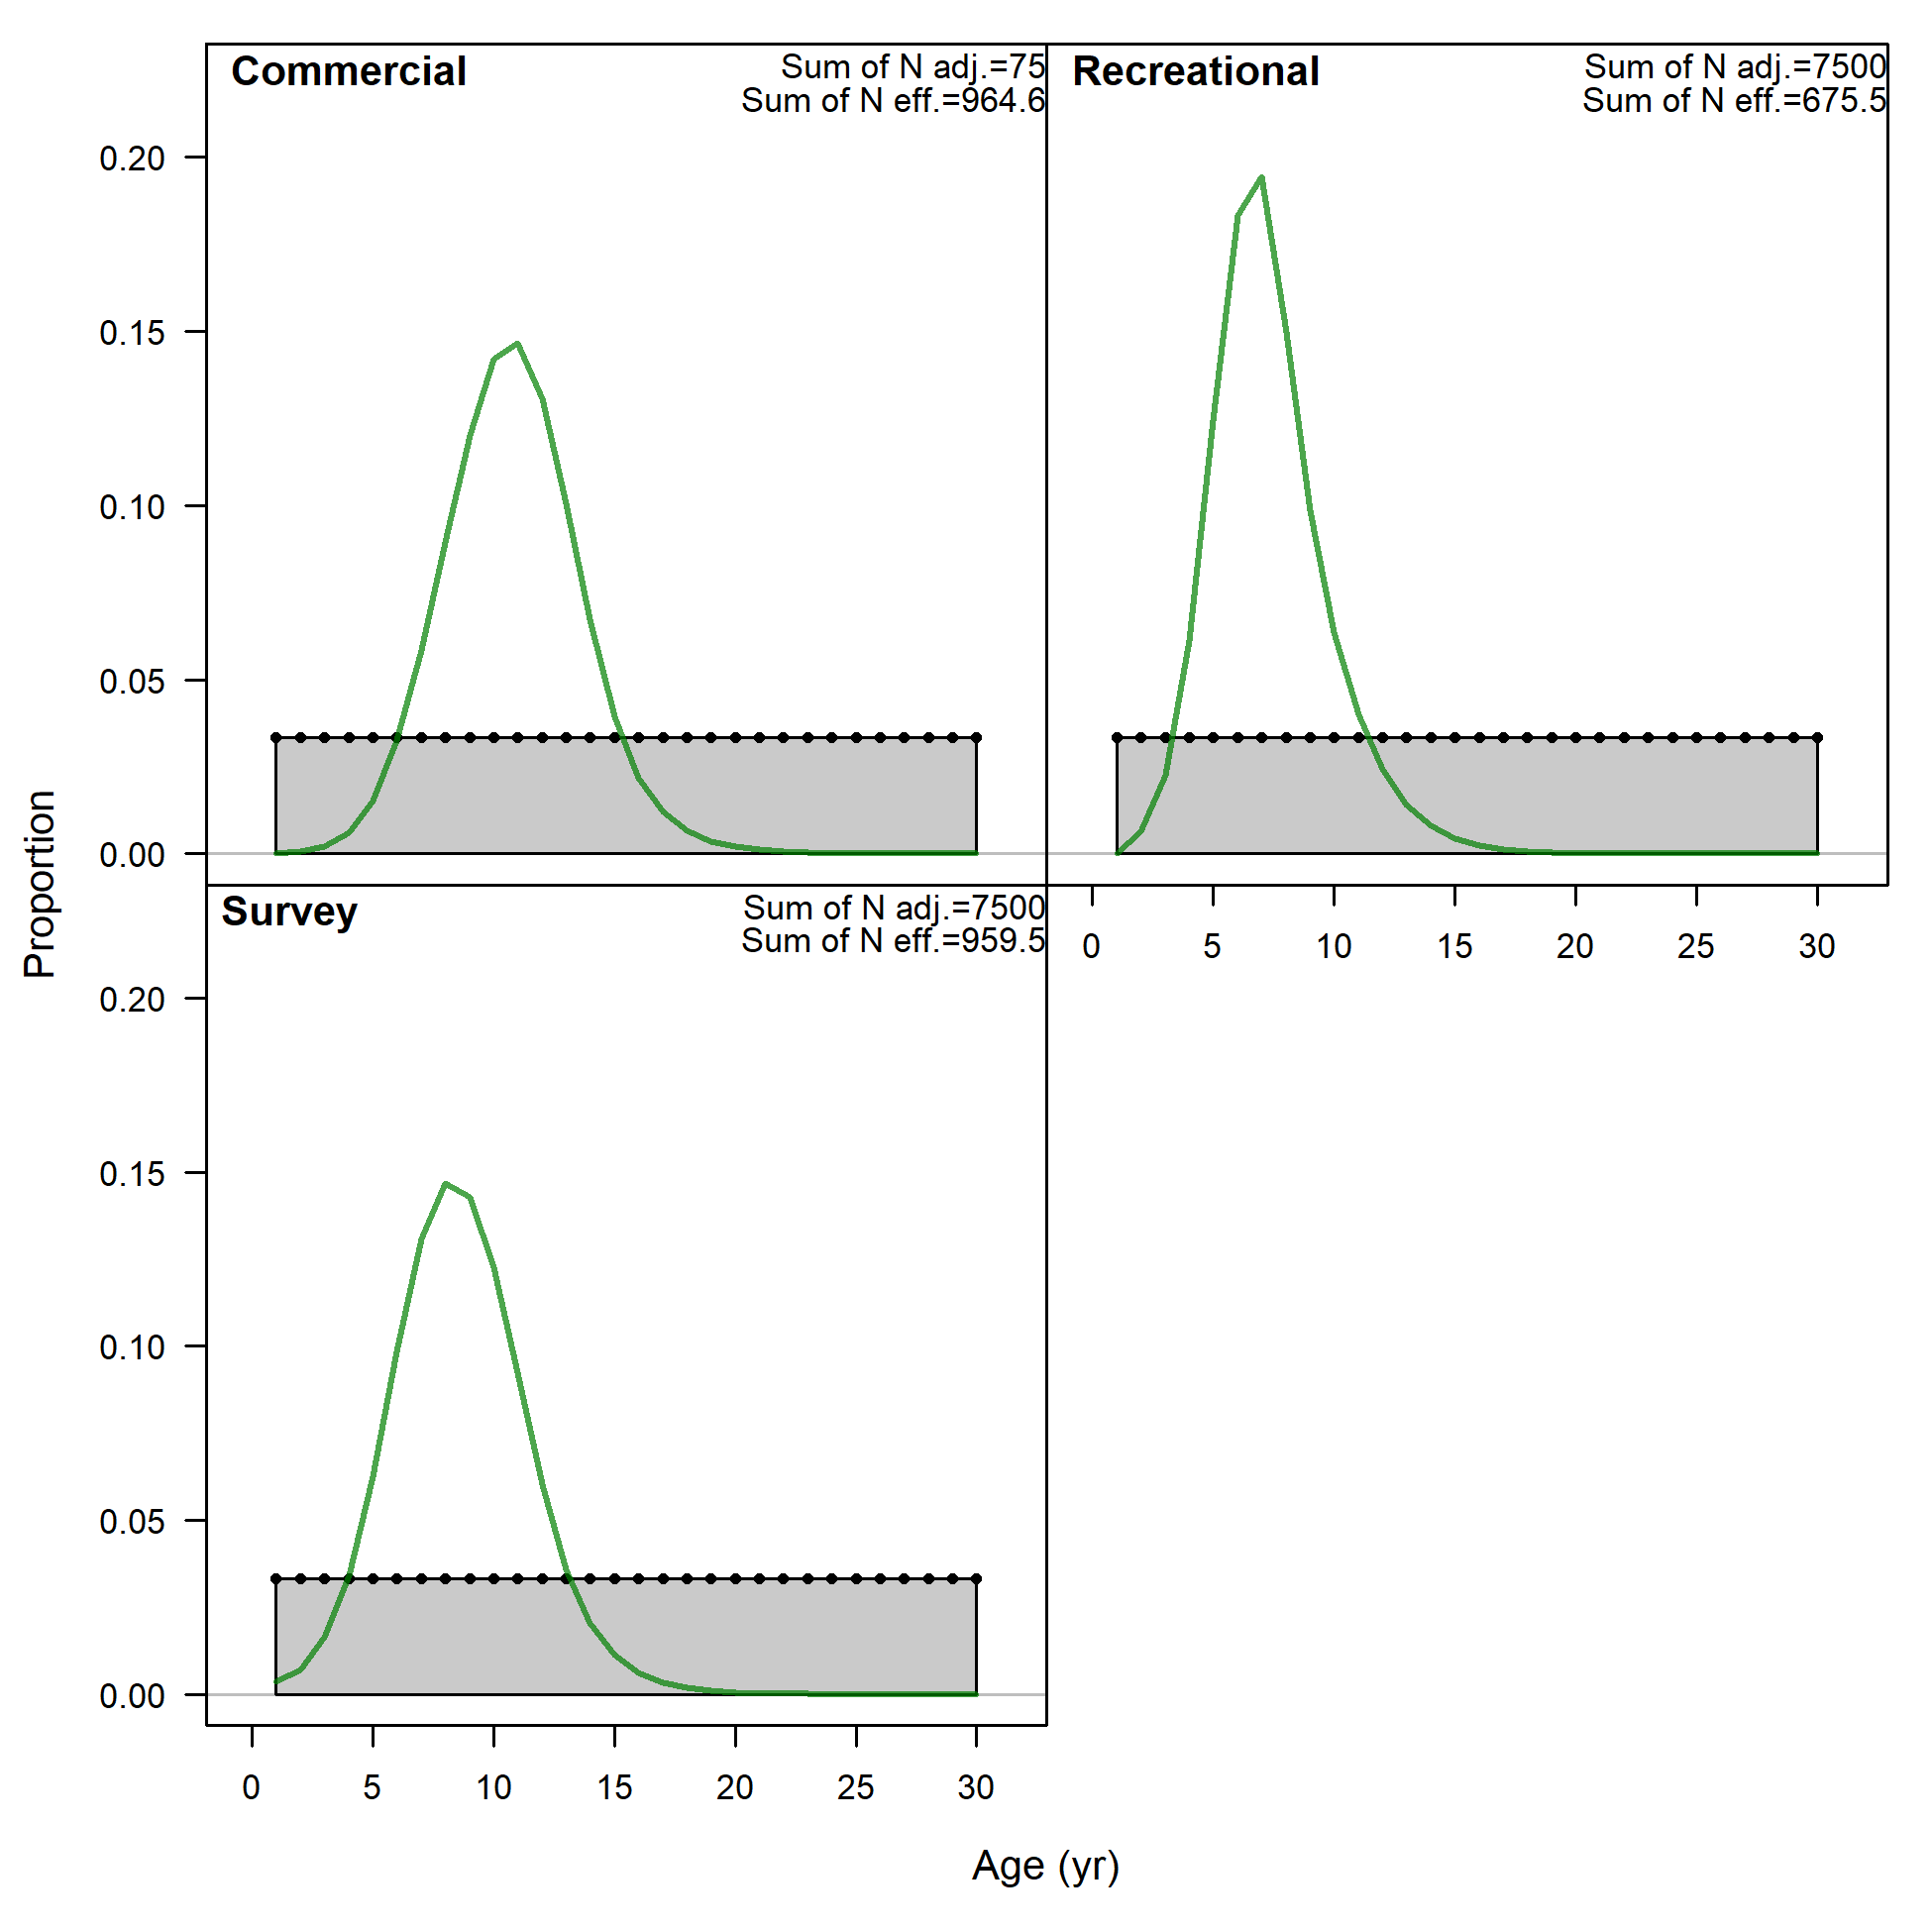 Commercial
Sum of N adj.=75
Sum of N eff.=964.6
Recreational
Sum of N adj.=7500
Sum of N eff.=675.5
0.20
0.15
0.10
0.05
0.00
0 5 10 15 20 25 30
Survey
Sum of N adj.=7500
Sum of N eff.=959.5
0.20
0.15
0.10
0.05
0.00
0 5 10 15 20 25 30
Proportion
Age (yr)